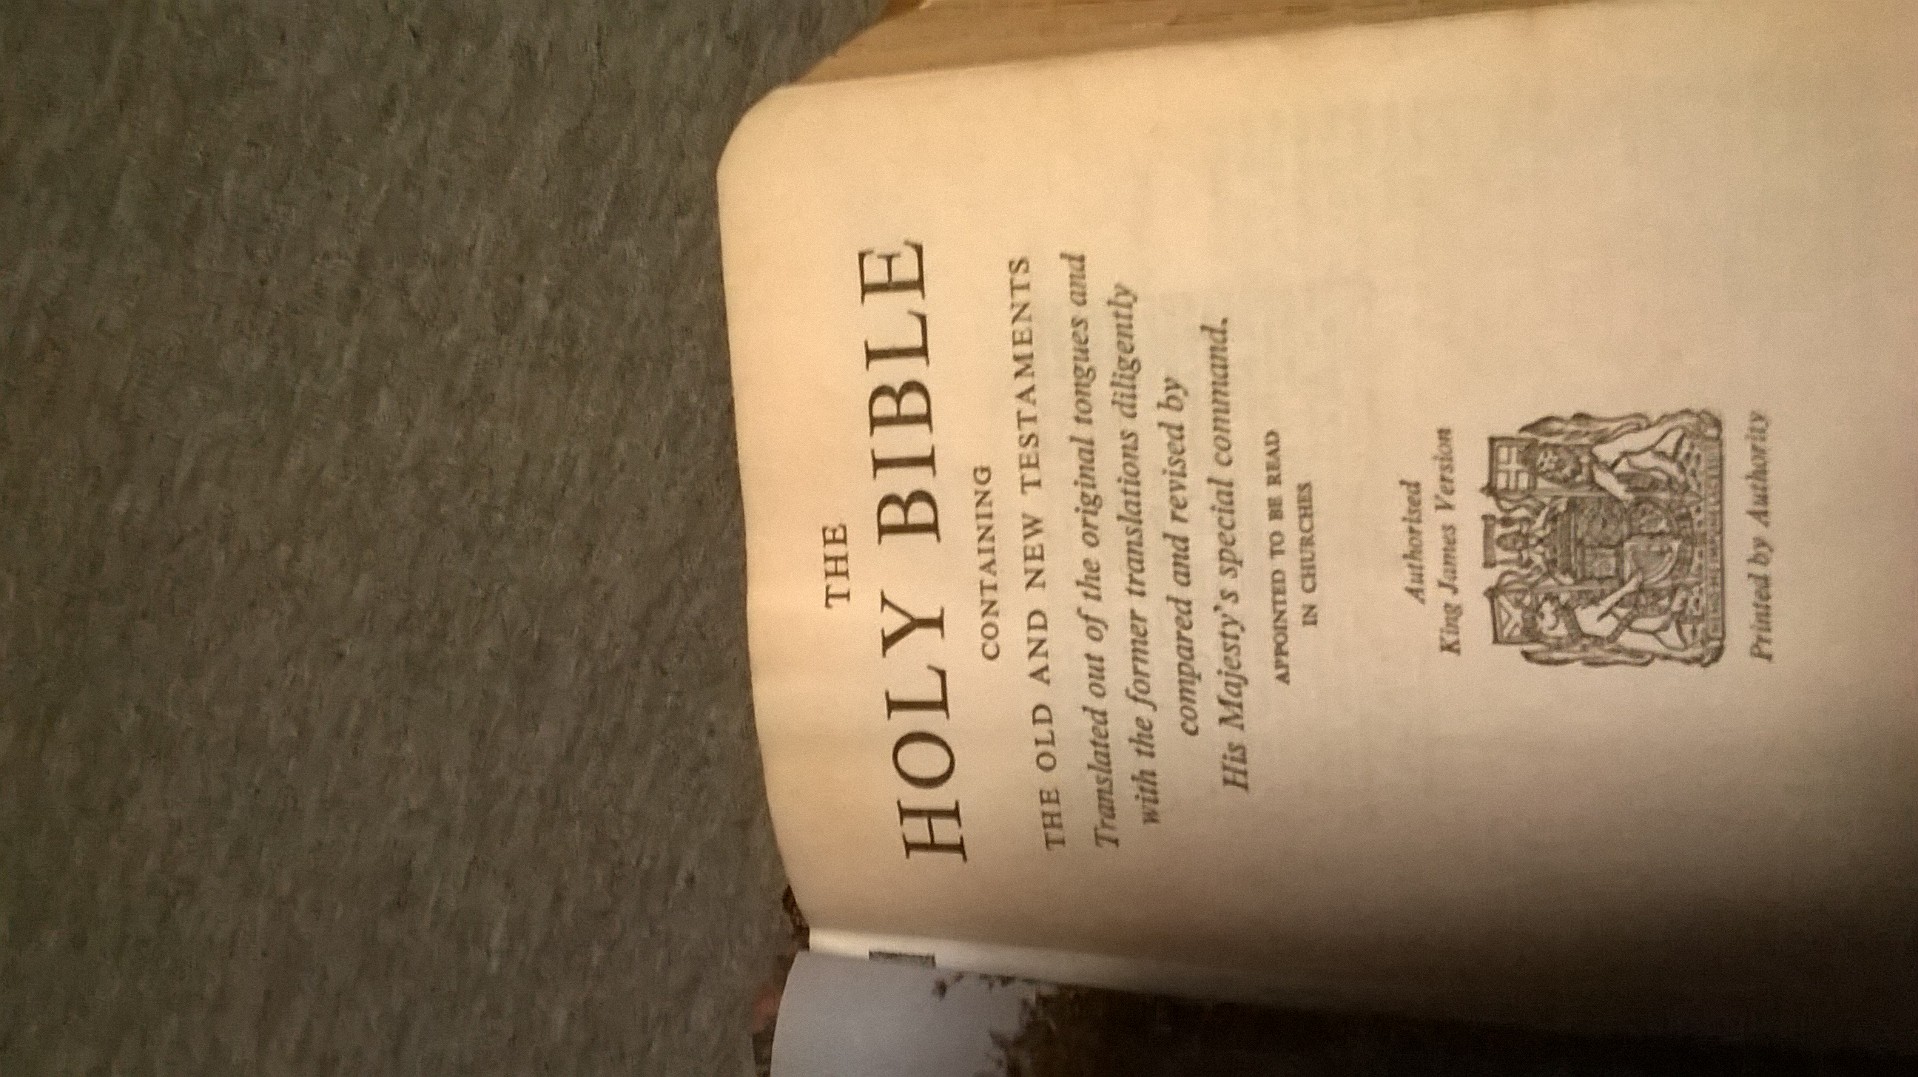 THE
HOLY BIBLE
CONTAINING
THE OLD AND NEW TESTAMENTS
Translated out of the original tongues and
with the former translations diligently
compared and revised by
His Majesty's special command.
APPOINTED TO BE READ
IN CHURCHES
Authorised
King James Version
Printed by Authority